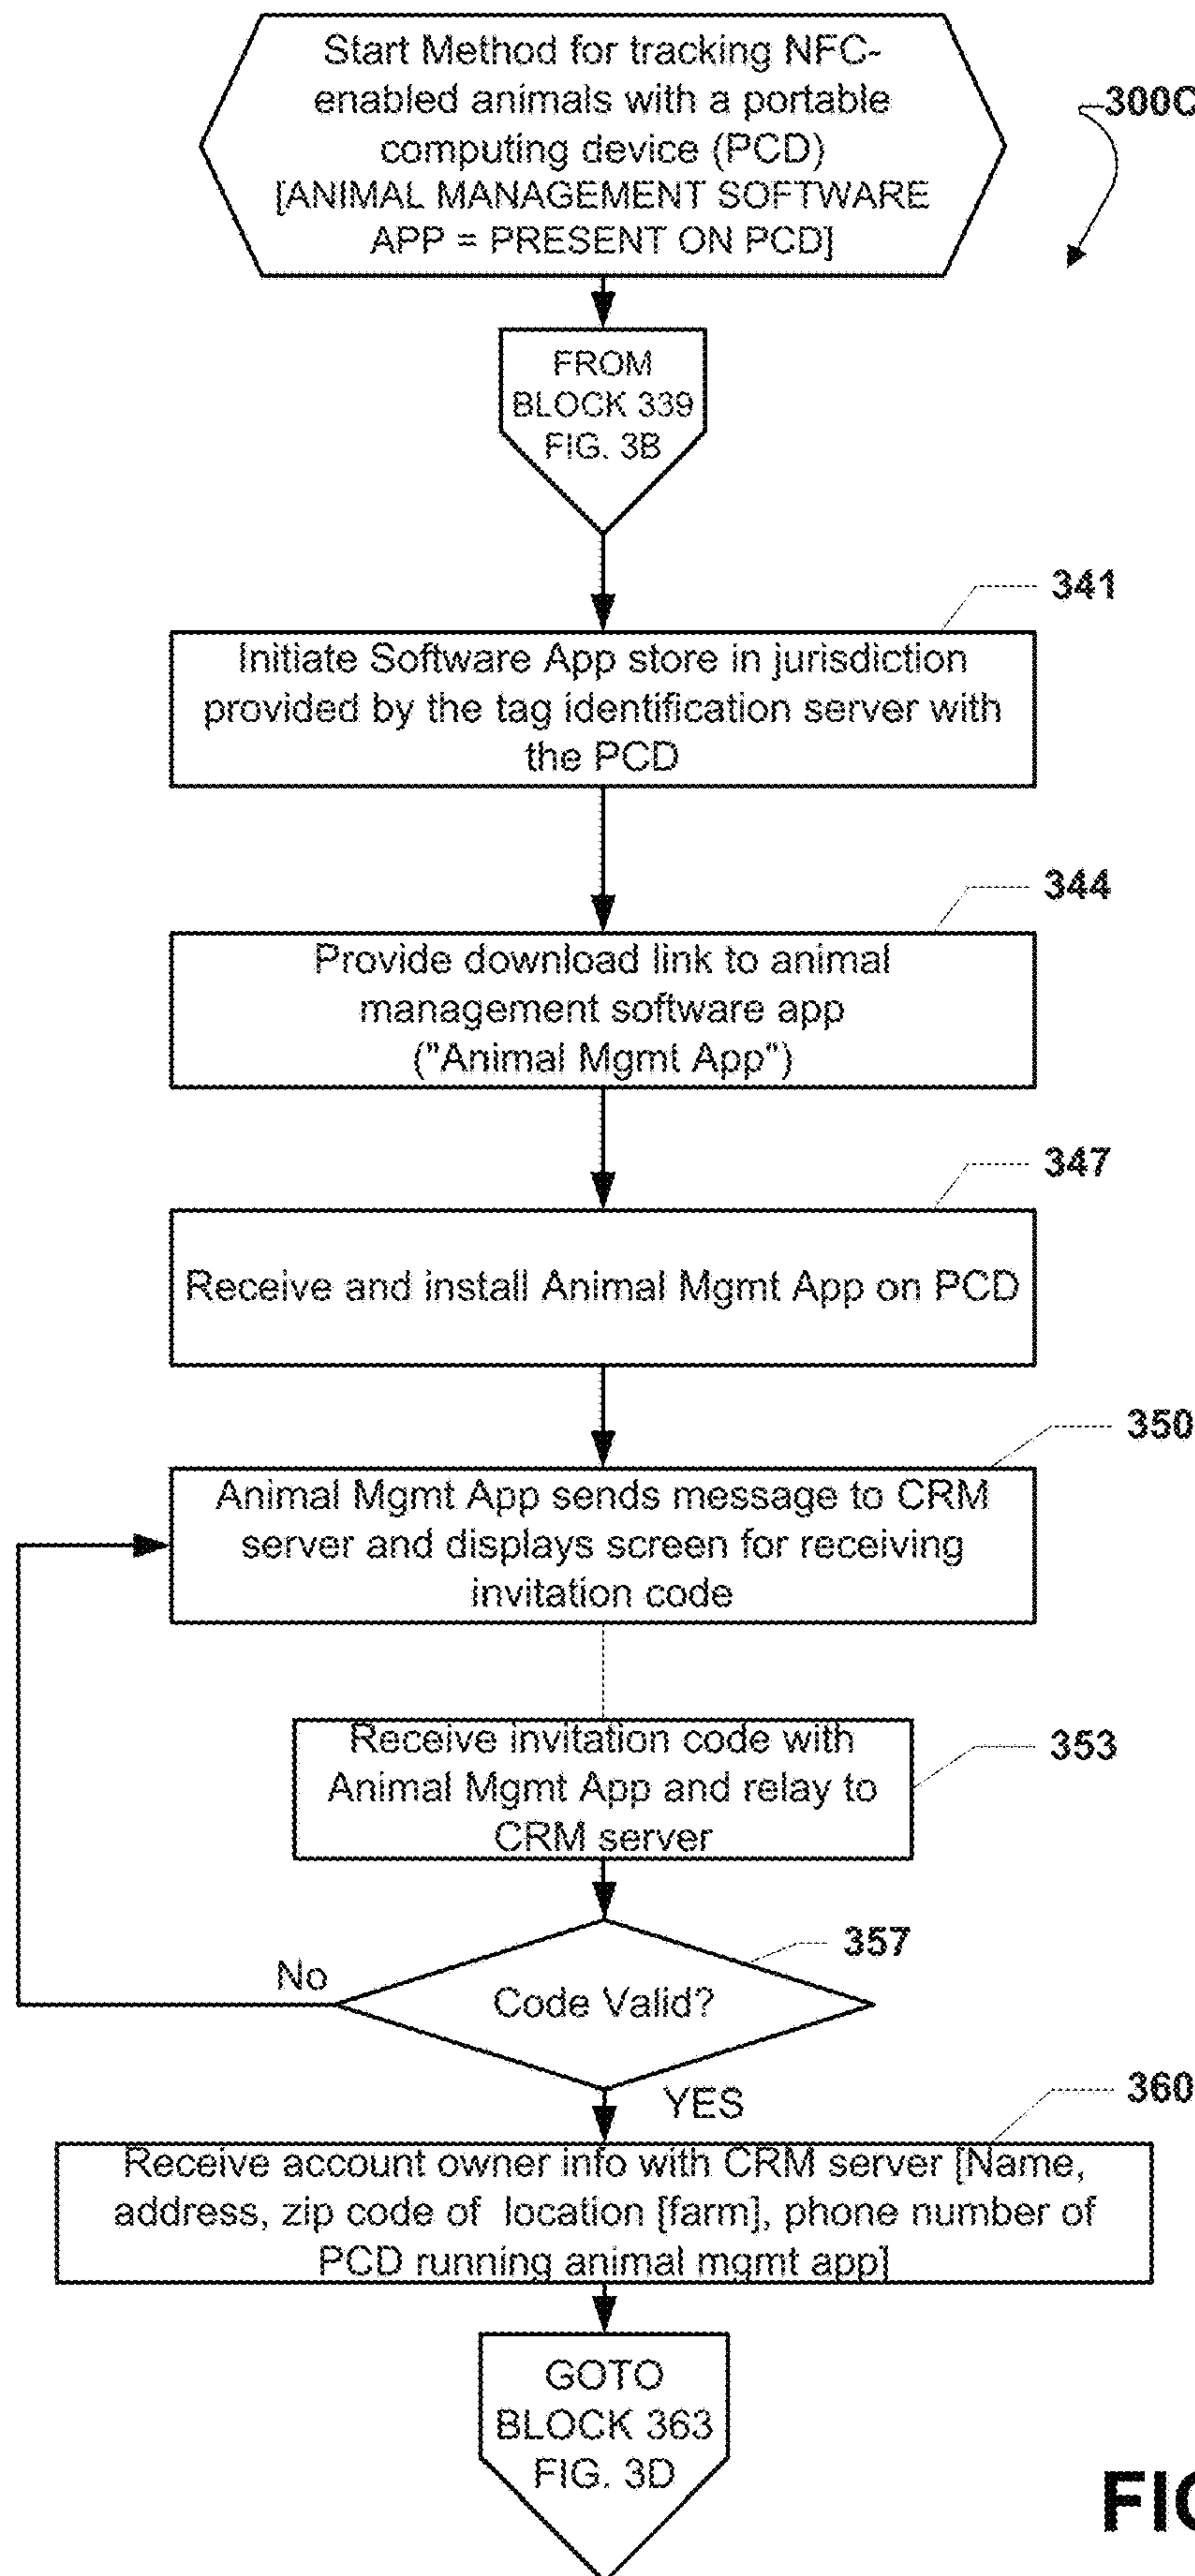 Start Method for tracking NFC-
enabled animals with a portable
computing device (PCD)
[ANIMAL MANAGEMENT SOFTWARE
APP = PRESENT ON PCD]
300C
FROM
BLOCK 339
FIG. 3B
341
Initiate Software App store in jurisdiction
provided by the tag identification server with
the PCD
344
Provide download link to animal
management software app
("Animal Mgmt App")
347
Receive and install Animal Mgmt App on PCD
350
Animal Mgmt App sends message to CRM
server and displays screen for receiving
invitation code
Receive invitation code with
Animal Mgmt App and relay to
CRM server
353
357
No
Code Valid?
YES
360
Receive account owner info with CRM server [Name,
address, zip code of location [farm], phone number of
PCD running animal mgmt app]
GOTO
BLOCK 363
FIG. 3D